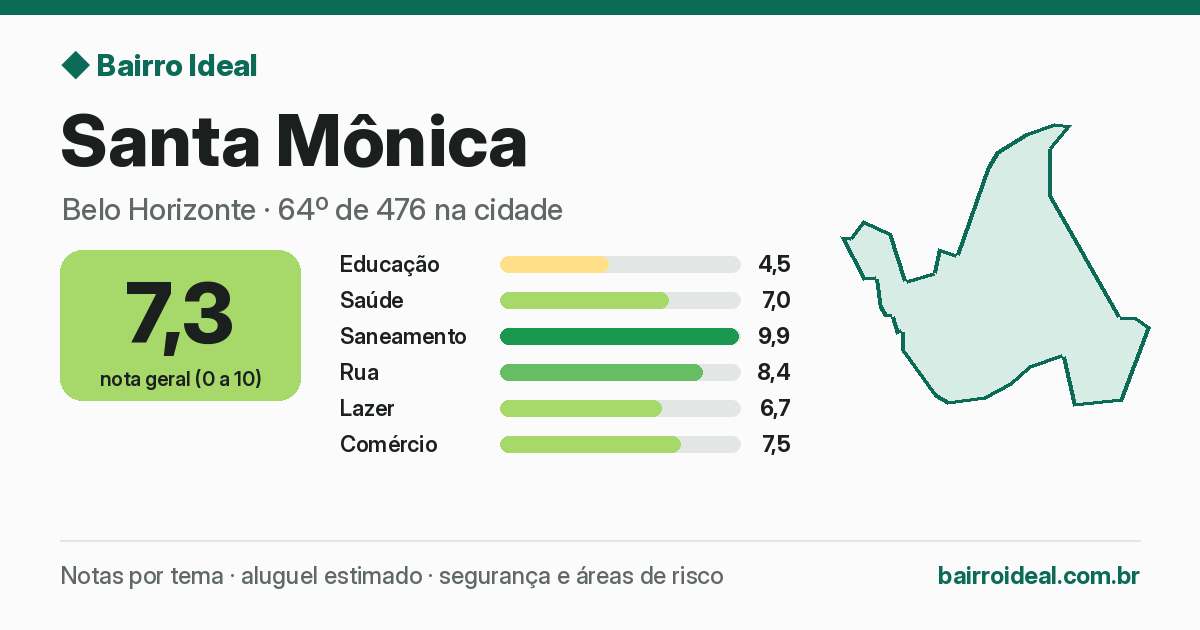 Bairro Ideal
Santa Mônica
Belo Horizonte · 64º de 476 na cidade
7,3
nota geral (0 a 10)
Educação 4,5
Saúde 7,0
Saneamento 9,9
Rua 8,4
Lazer 6,7
Comércio 7,5
Notas por tema · aluguel estimado · segurança e áreas de risco
bairroideal.com.br